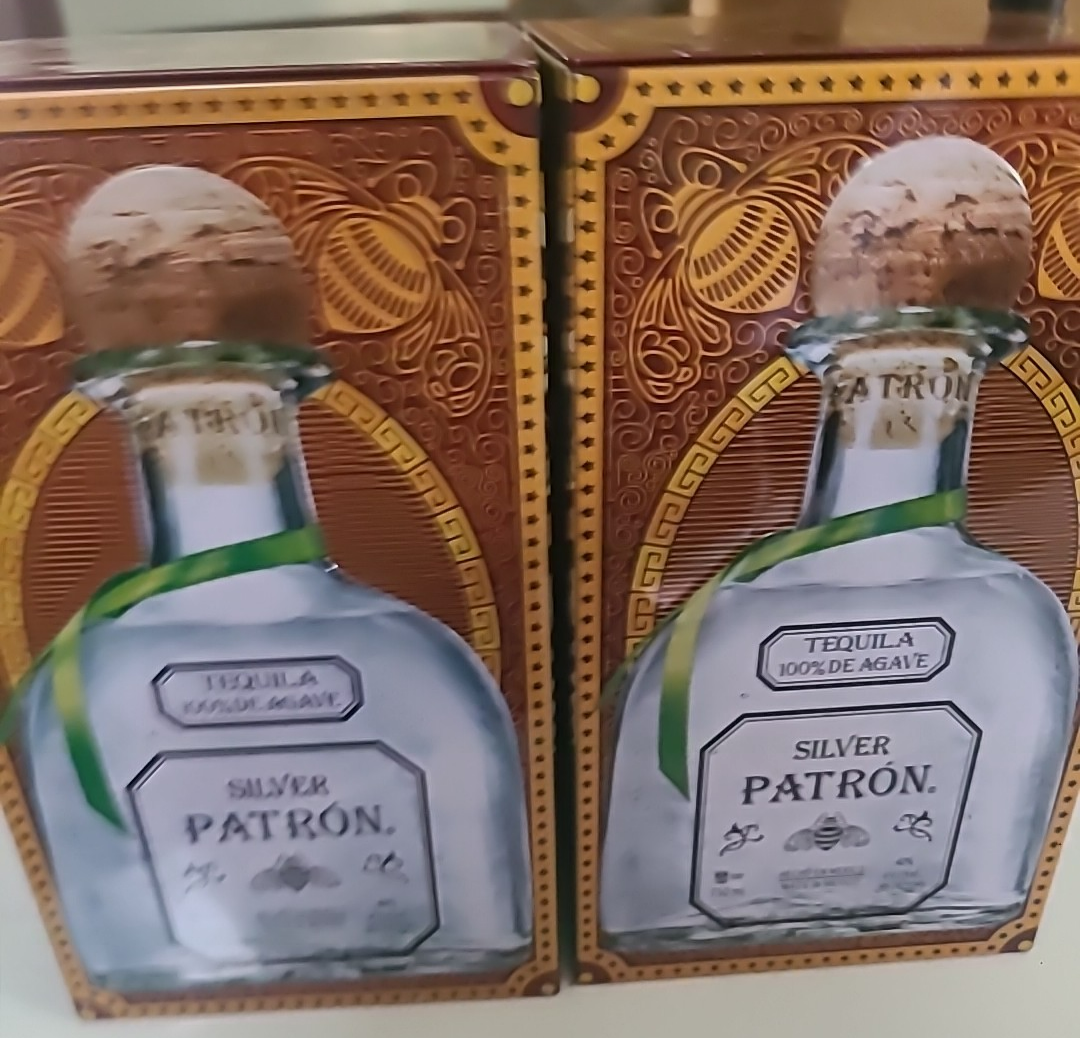 PATRÓN
TEQUILA
100% DE AGAVE
SILVER
PATRÓN.
PATRÓN
TEQUILA
100% DE AGAVE
SILVER
PATRÓN.